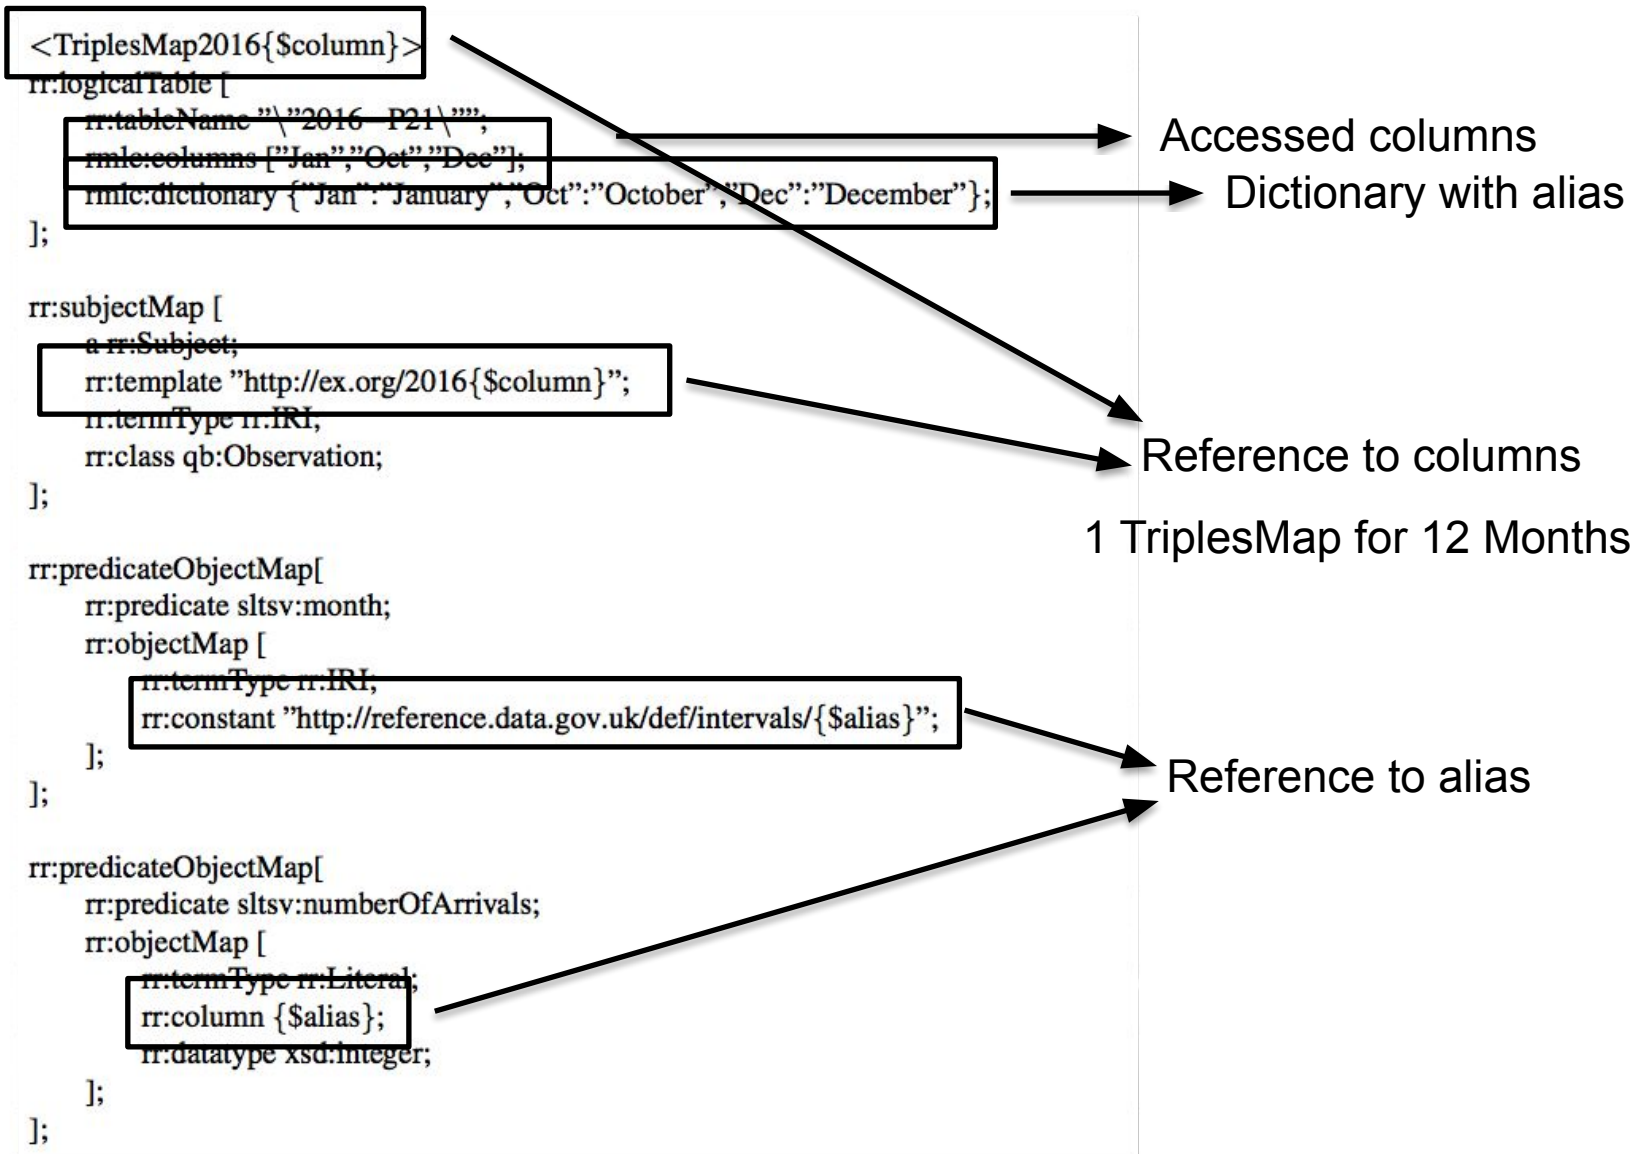 <TriplesMap2016{$column}>
rr:logicalTable [
rr:tableName ”\”2016−P21\””;
rmlc:columns [”Jan”,”Oct”,”Dec”];
rmlc:dictionary {”Jan”:”January”,”Oct”:”October”,”Dec”:”December”};
];
Accessed columns
Dictionary with alias
rr:subjectMap [
a rr:Subject;
rr:template ”http://ex.org/2016{$column}”;
rr:termType rr:IRI;
rr:class qb:Observation;
];
Reference to columns
1 TriplesMap for 12 Months
rr:predicateObjectMap[
rr:predicate sltsv:month;
rr:objectMap [
rr:termType rr:IRI;
rr:constant ”http://reference.data.gov.uk/def/intervals/{$alias}”;
];
];
Reference to alias
rr:predicateObjectMap[
rr:predicate sltsv:numberOfArrivals;
rr:objectMap [
rr:termType rr:Literal;
rr:column {$alias};
rr:datatype xsd:integer;
];
];